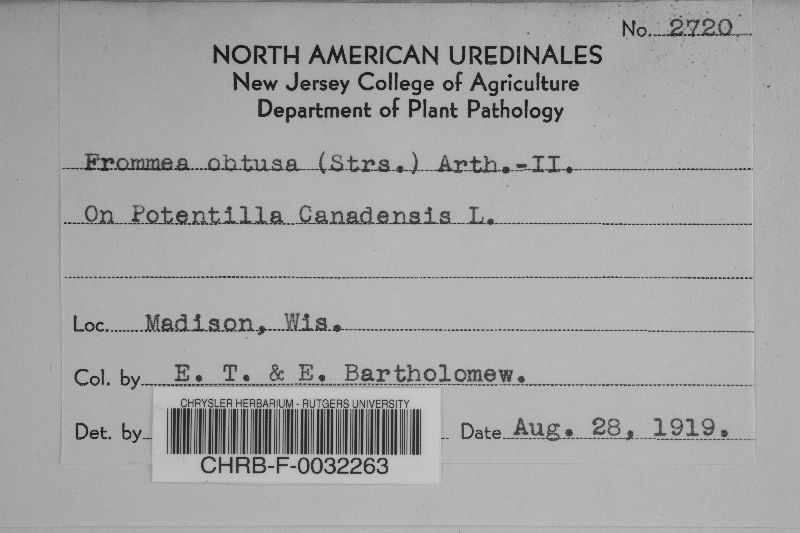 No. 2720
NORTH AMERICAN UREDINALES
New Jersey College of Agriculture
Department of Plant Pathology
Frommea obtusa (Strs.) Arth.-II.
On Potentilla Canadensis L.
Loc. Madison, Wis.
Col. by E. T. & E. Bartholomew.
Det. by
Date Aug. 28, 1919.
CHRYSLER HERBARIUM - RUTGERS UNIVERSITY
CHRB-F-0032263